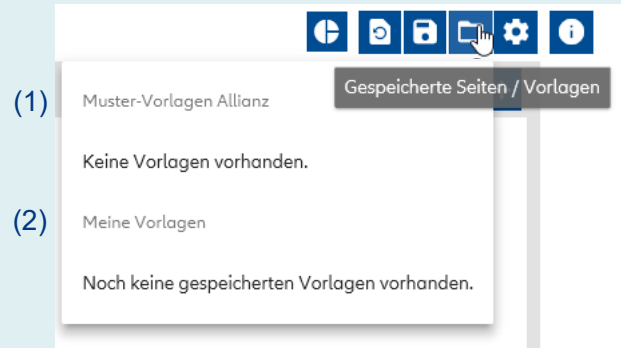 Gespeicherte Seiten / Vorlagen
(1) Muster-Vorlagen Allianz
Keine Vorlagen vorhanden.
(2) Meine Vorlagen
Noch keine gespeicherten Vorlagen vorhanden.